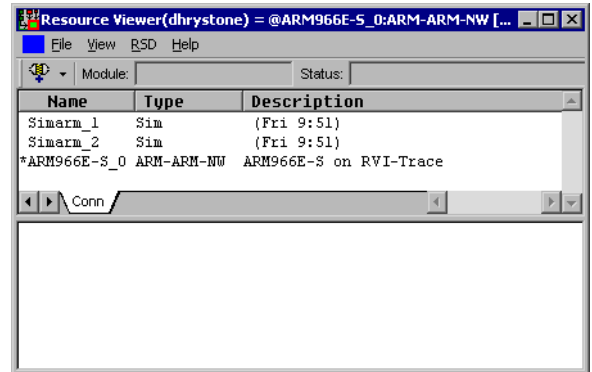 Resource Viewer(dhrystone) = @ARM966E-S_0:ARM-ARM-NW [...
File View RSD Help
Module: Status:
Name Type Description
Simarm_1 Sim (Fri 9:51)
Simarm_2 Sim (Fri 9:51)
*ARM966E-S_0 ARM-ARM-NW ARM966E-S on RVI-Trace
Conn